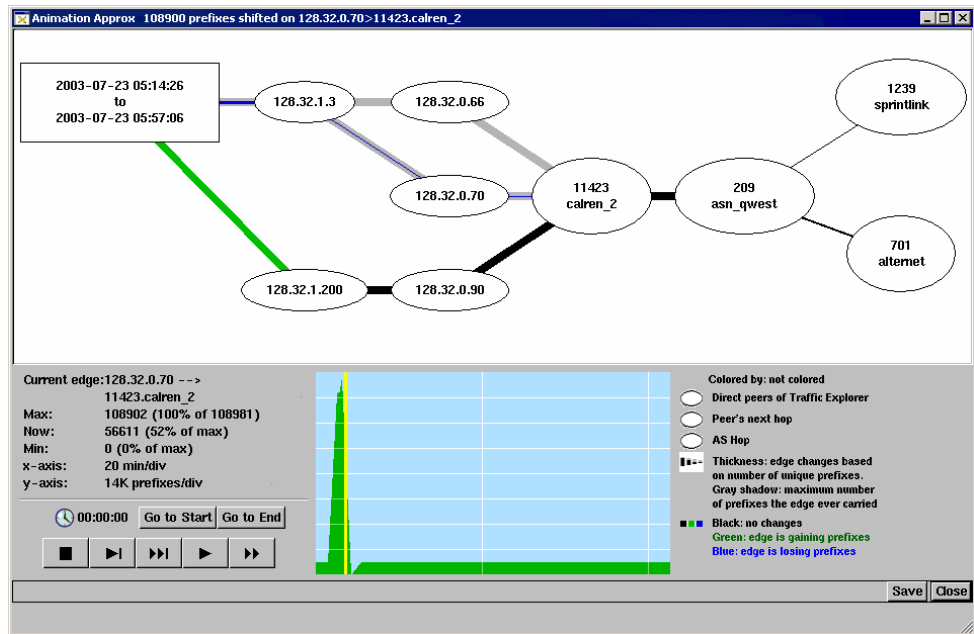 Animation Approx 108900 prefixes shifted on 128.32.0.70>11423.calren_2
2003-07-23 05:14:26
to
2003-07-23 05:57:06
128.32.1.3
128.32.0.66
1239
sprintlink
128.32.0.70
11423
calren_2
209
asn_qwest
701
alternet
128.32.1.200
128.32.0.90
Current edge:128.32.0.70 -->
11423.calren_2
Max: 108902 (100% of 108981)
Now: 56611 (52% of max)
Min: 0 (0% of max)
x-axis: 20 min/div
y-axis: 14K prefixes/div
00:00:00 Go to Start Go to End
Colored by: not colored
Direct peers of Traffic Explorer
Peer's next hop
AS Hop
Thickness: edge changes based
on number of unique prefixes.
Gray shadow: maximum number
of prefixes the edge ever carried
Black: no changes
Green: edge is gaining prefixes
Blue: edge is losing prefixes
Save Close